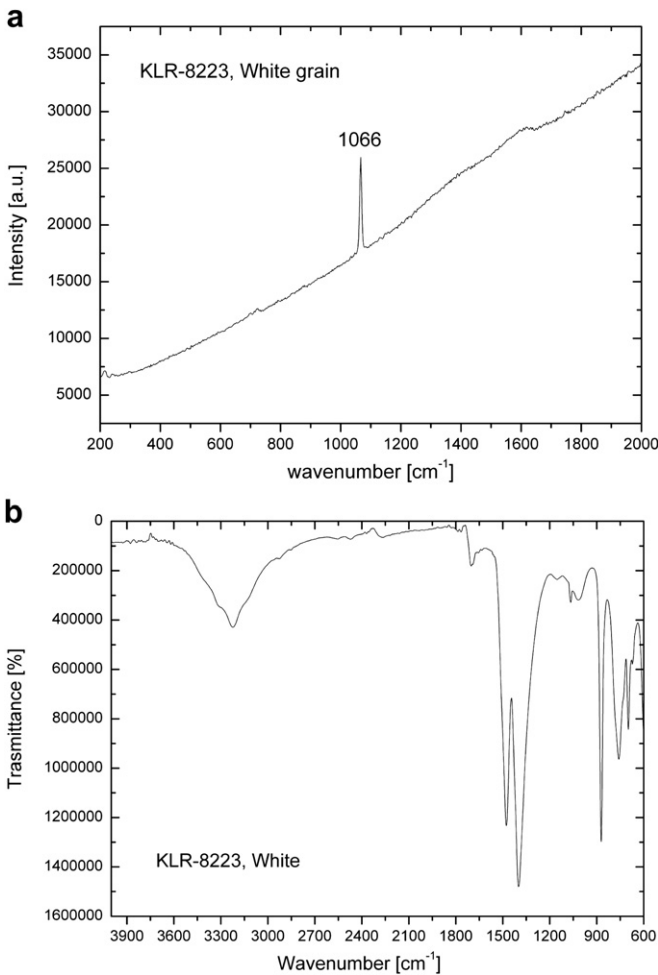 a
KLR-8223, White grain
1066
35000
30000
25000
20000
15000
10000
5000
Intensity [a.u.]
200 400 600 800 1000 1200 1400 1600 1800 2000
wavenumber [cm⁻¹]
b
0
200000
400000
600000
800000
1000000
1200000
1400000
1600000
Trasmittance [%]
KLR-8223, White
3900 3600 3300 3000 2700 2400 2100 1800 1500 1200 900 600
Wavenumber [cm⁻¹]